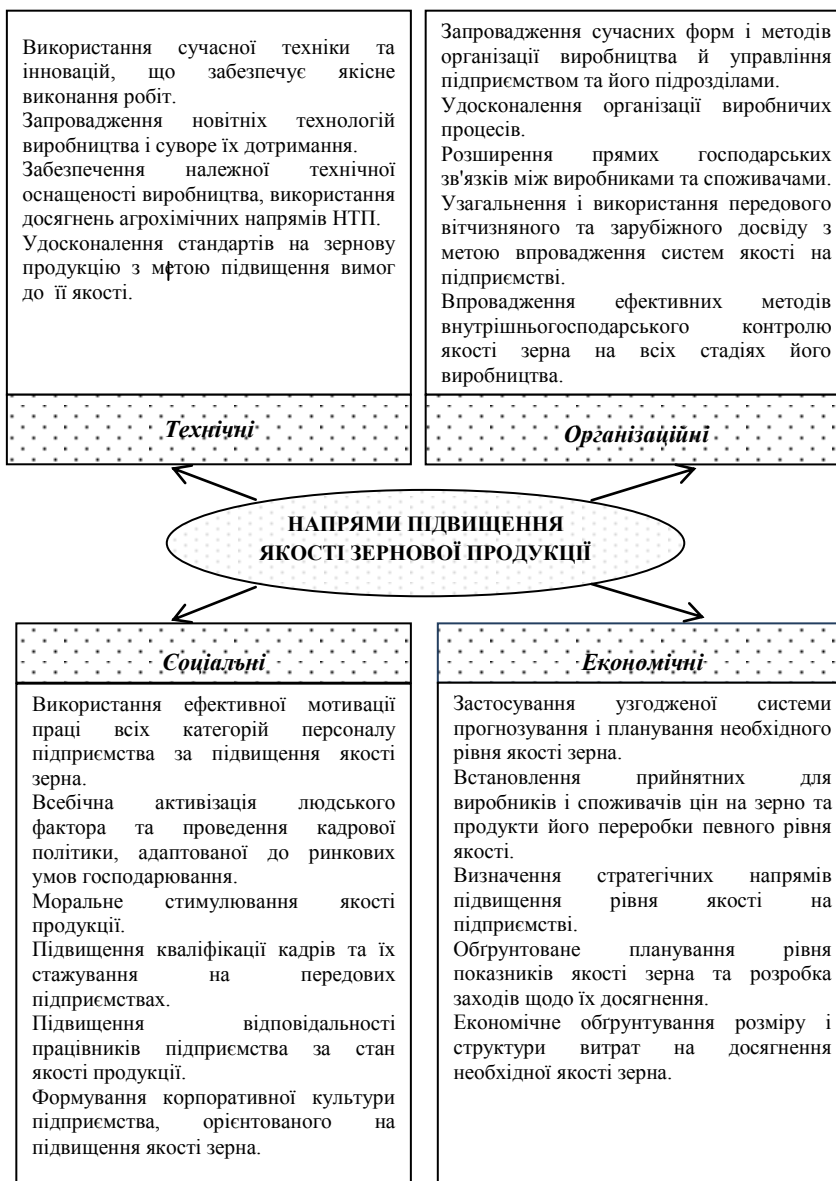 Використання сучасної техніки та
інновацій, що забезпечує якісне
виконання робіт.
Запровадження новітніх технологій
виробництва і суворе їх дотримання.
Забезпечення належної технічної
оснащеності виробництва, використання
досягнень агрохімічних напрямів НТП.
Удосконалення стандартів на зернову
продукцію з метою підвищення вимог
до її якості.
Технічні
Запровадження сучасних форм і методів
організації виробництва й управління
підприємством та його підрозділами.
Удосконалення організації виробничих
процесів.
Розширення прямих господарських
зв'язків між виробниками та споживачами.
Узагальнення і використання передового
вітчизняного та зарубіжного досвіду з
метою впровадження систем якості на
підприємстві.
Впровадження ефективних методів
внутрішньогосподарського контролю
якості зерна на всіх стадіях його
виробництва.
Організаційні
НАПРЯМИ ПІДВИЩЕННЯ
ЯКОСТІ ЗЕРНОВОЇ ПРОДУКЦІЇ
Соціальні
Використання ефективної мотивації
праці всіх категорій персоналу
підприємства за підвищення якості
зерна.
Всебічна активізація людського
фактора та проведення кадрової
політики, адаптованої до ринкових
умов господарювання.
Моральне стимулювання якості
продукції.
Підвищення кваліфікації кадрів та їх
стажування на передових
підприємствах.
Підвищення відповідальності
працівників підприємства за стан
якості продукції.
Формування корпоративної культури
підприємства, орієнтованого на
підвищення якості зерна.
Економічні
Застосування узгодженої системи
прогнозування і планування необхідного
рівня якості зерна.
Встановлення прийнятних для
виробників і споживачів цін на зерно та
продукти його переробки певного рівня
якості.
Визначення стратегічних напрямів
підвищення рівня якості на
підприємстві.
Обґрунтоване планування рівня
показників якості зерна та розробка
заходів щодо їх досягнення.
Економічне обґрунтування розміру і
структури витрат на досягнення
необхідної якості зерна.